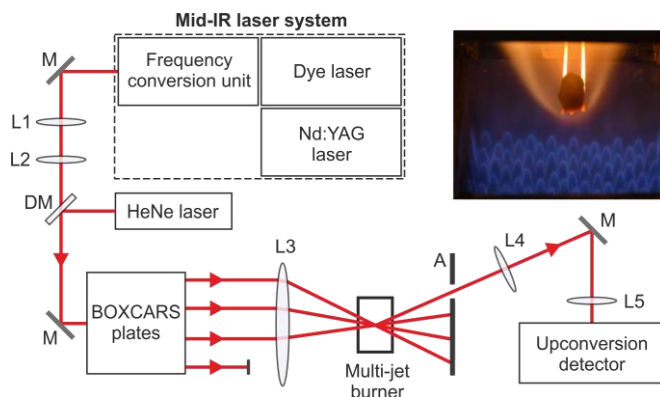 Mid-IR laser system
M
Frequency
conversion unit
Dye laser
Nd:YAG
laser
L1
L2
DM
HeNe laser
M
BOXCARS
plates
L3
Multi-jet
burner
A
L4
M
L5
Upconversion
detector